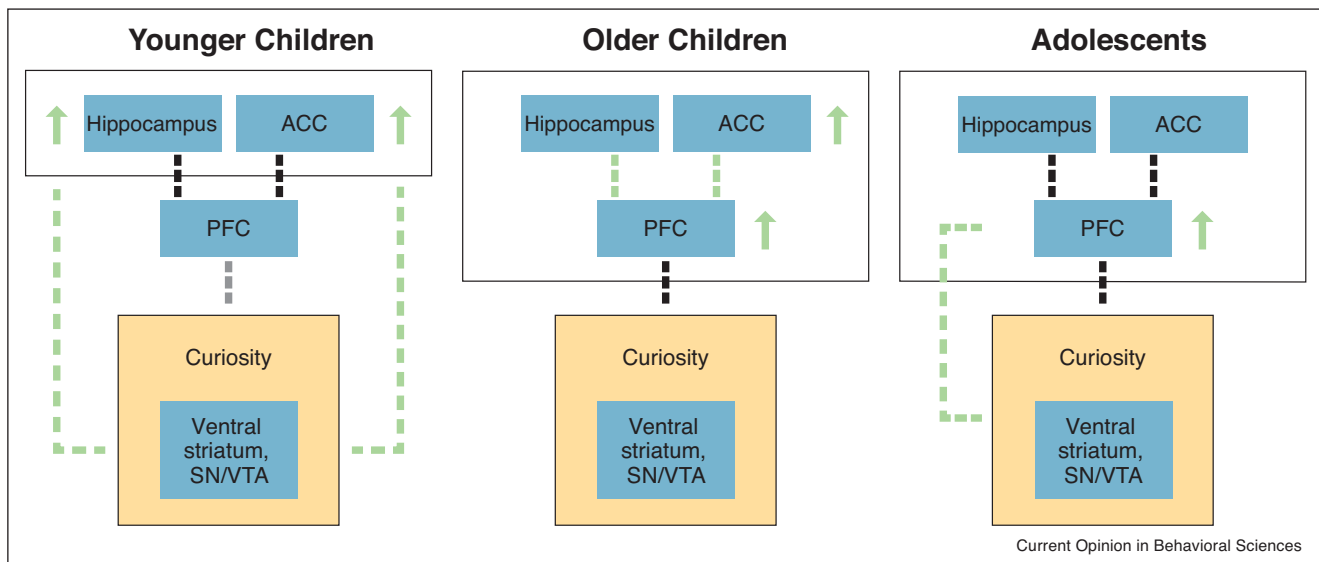 Younger Children
Older Children
Adolescents
Hippocampus
ACC
Hippocampus
ACC
Hippocampus
ACC
PFC
PFC
PFC
Curiosity
Curiosity
Curiosity
Ventral
striatum,
SN/VTA
Ventral
striatum,
SN/VTA
Ventral
striatum,
SN/VTA
Current Opinion in Behavioral Sciences